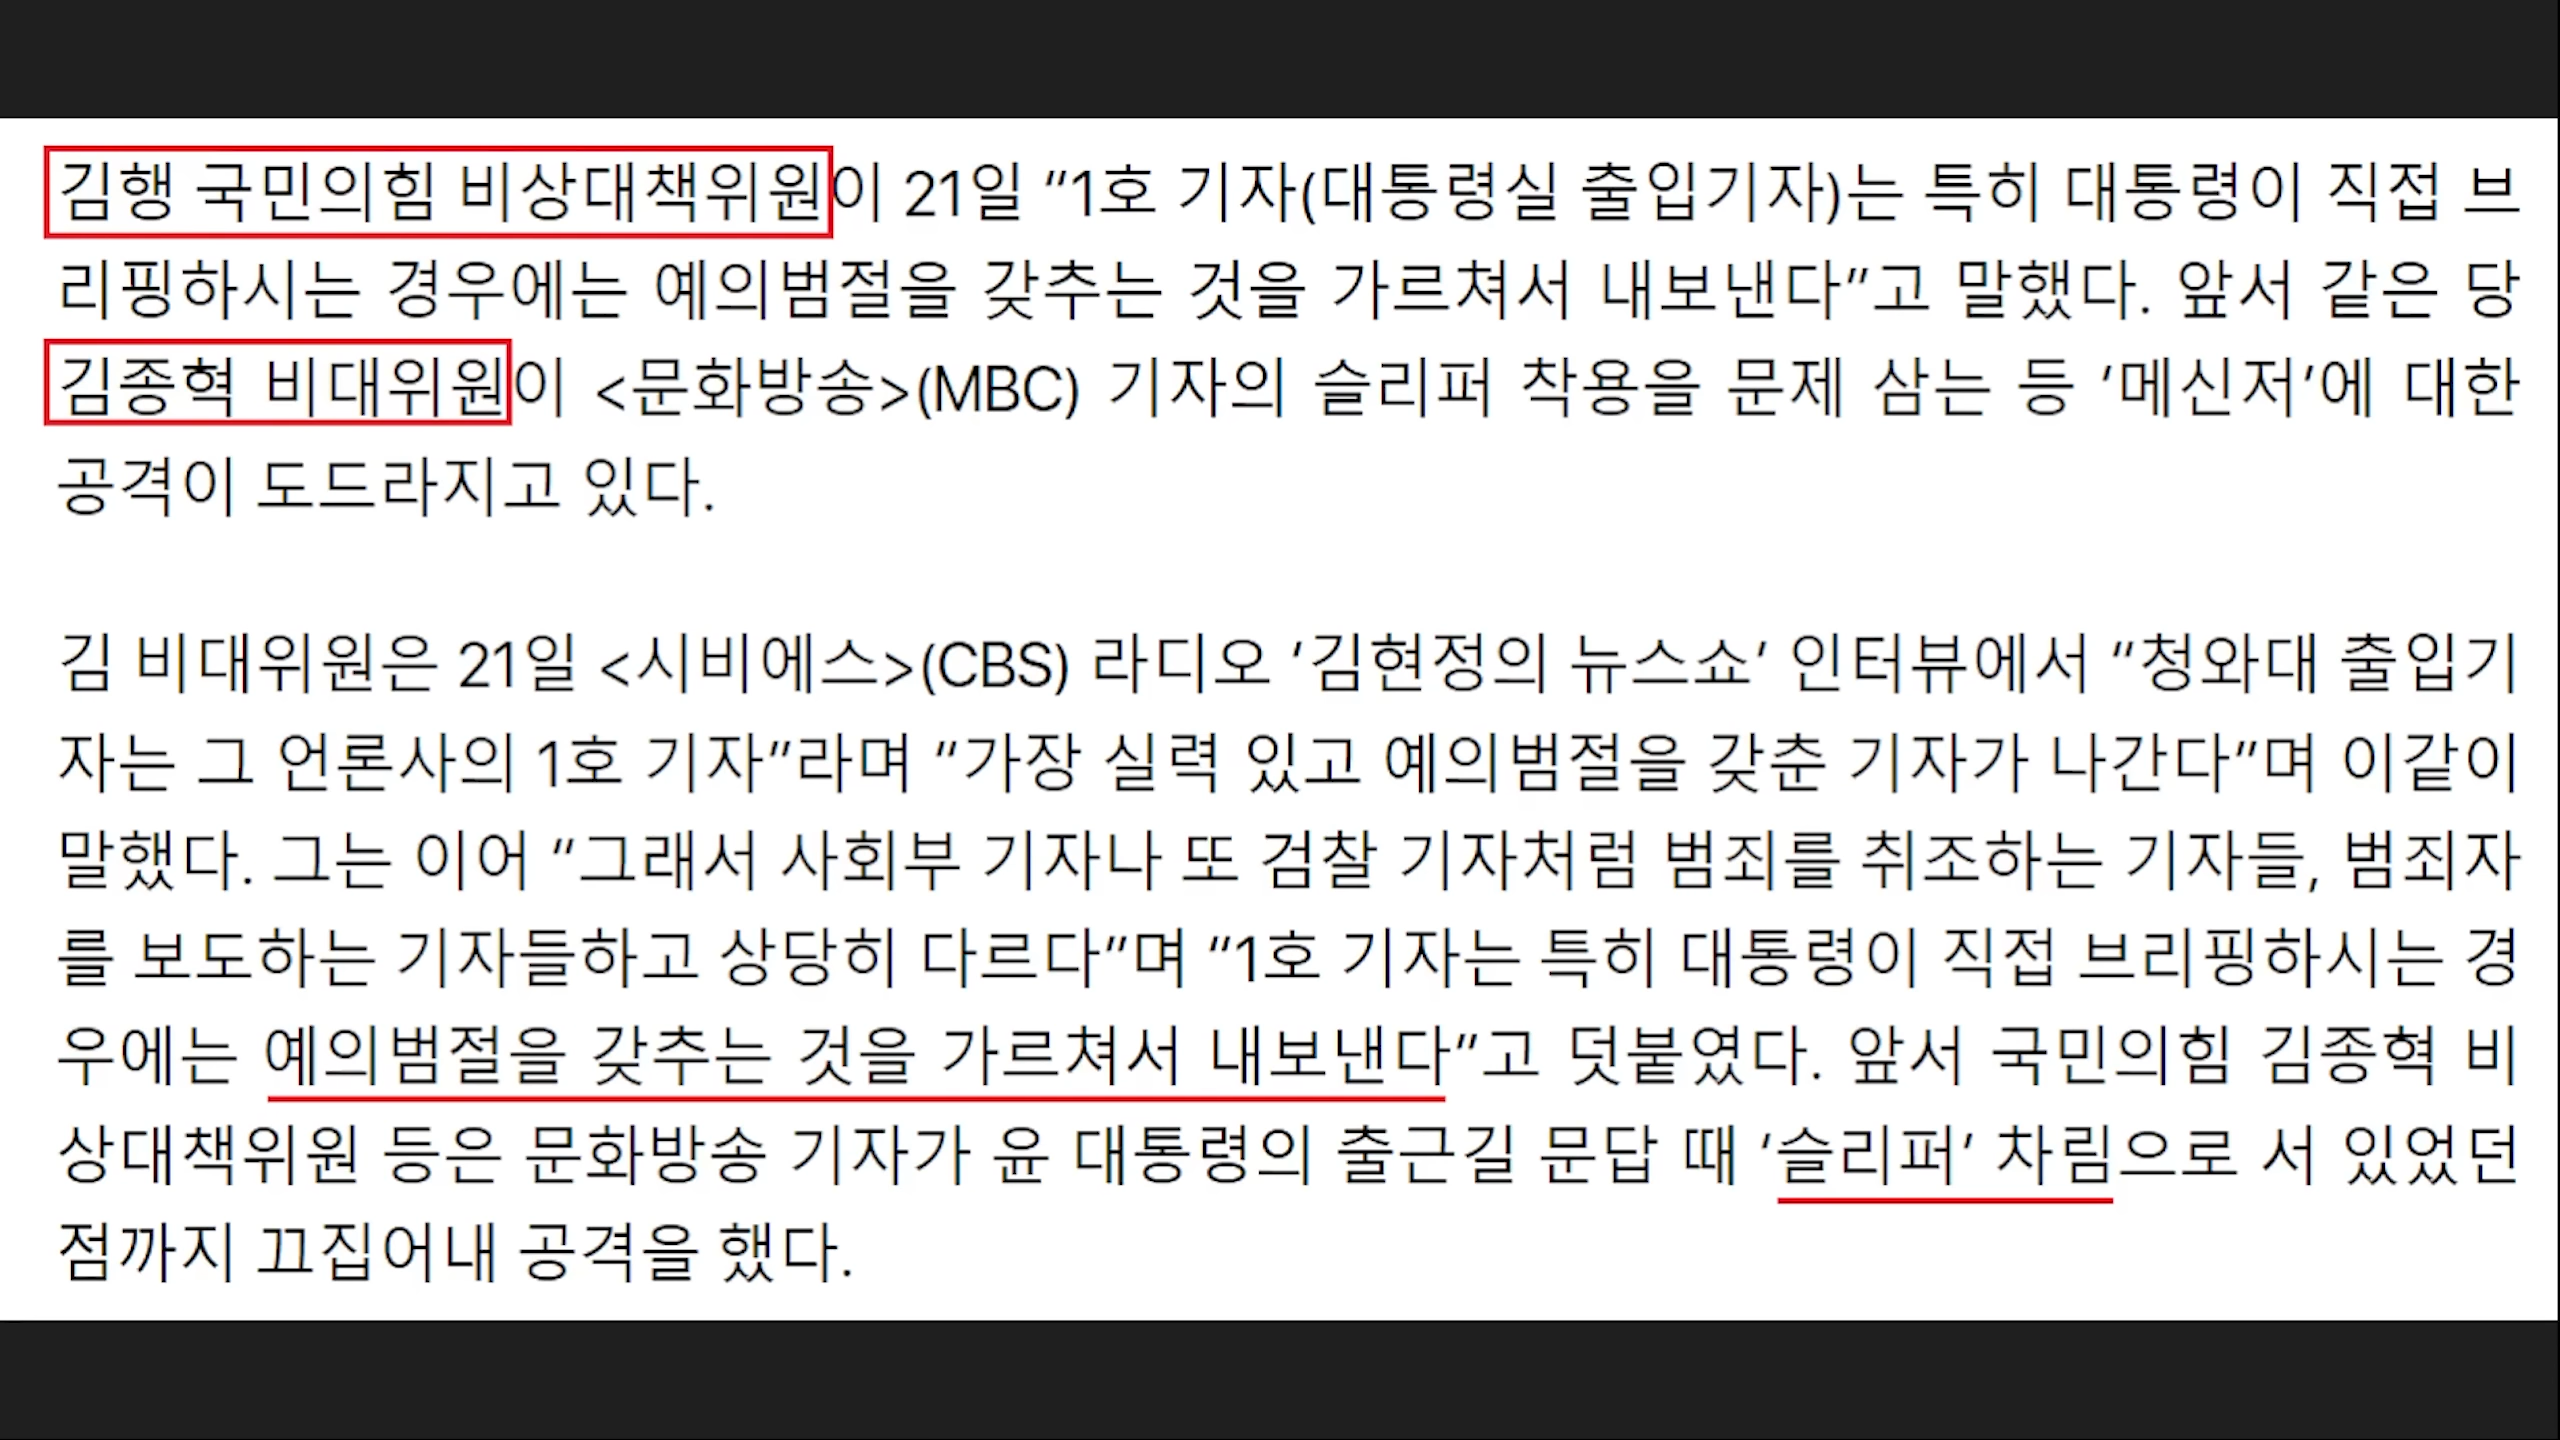 김행 국민의힘 비상대책위원이 21일 “1호 기자(대통령실 출입기자)는 특히 대통령이 직접 브
리핑하시는 경우에는 예의범절을 갖추는 것을 가르쳐서 내보낸다”고 말했다. 앞서 같은 당
김종혁 비대위원이 <문화방송>(MBC) 기자의 슬리퍼 착용을 문제 삼는 등 ‘메신저’에 대한
공격이 도드라지고 있다.
김 비대위원은 21일 <시비에스>(CBS) 라디오 ‘김현정의 뉴스쇼’ 인터뷰에서 “청와대 출입기
자는 그 언론사의 1호 기자”라며 “가장 실력 있고 예의범절을 갖춘 기자가 나간다”며 이같이
말했다. 그는 이어 “그래서 사회부 기자나 또 검찰 기자처럼 범죄를 취조하는 기자들, 범죄자
를 보도하는 기자들하고 상당히 다르다”며 “1호 기자는 특히 대통령이 직접 브리핑하시는 경
우에는 예의범절을 갖추는 것을 가르쳐서 내보낸다”고 덧붙였다. 앞서 국민의힘 김종혁 비
상대책위원 등은 문화방송 기자가 윤 대통령의 출근길 문답 때 ‘슬리퍼’ 차림으로 서 있었던
점까지 끄집어내 공격을 했다.